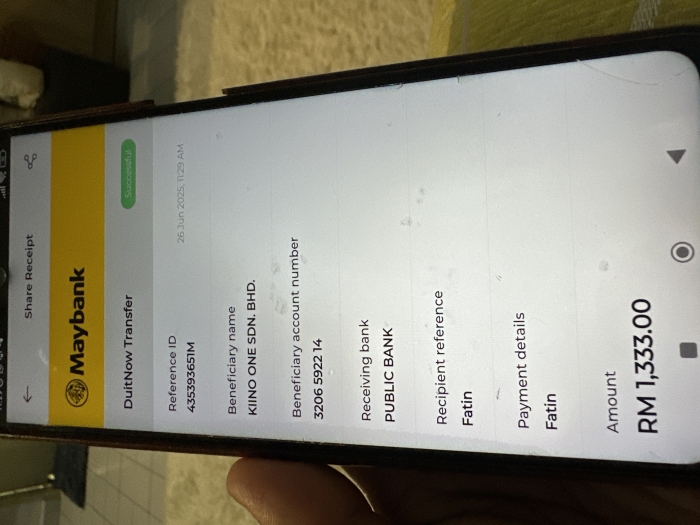 Share Receipt
Maybank
DuitNow Transfer
Successful
Reference ID
435393651M
26 Jun 2025, 11:29 AM
Beneficiary name
KIINO ONE SDN. BHD.
Beneficiary account number
3206 5922 14
Receiving bank
PUBLIC BANK
Recipient reference
Fatin
Payment details
Fatin
Amount
RM 1,333.00